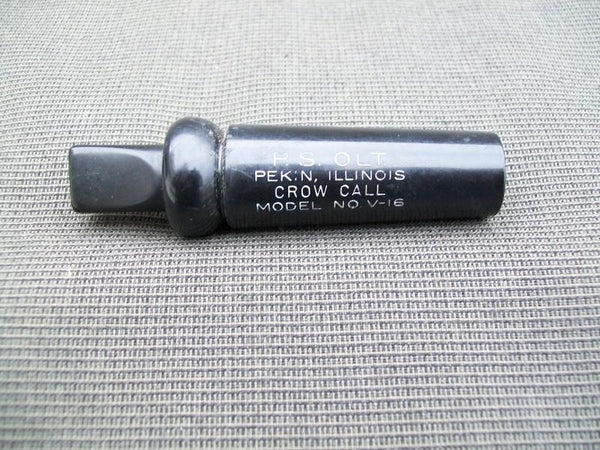 P.S. OLT
PEKIN, ILLINOIS
CROW CALL
MODEL NO V-16